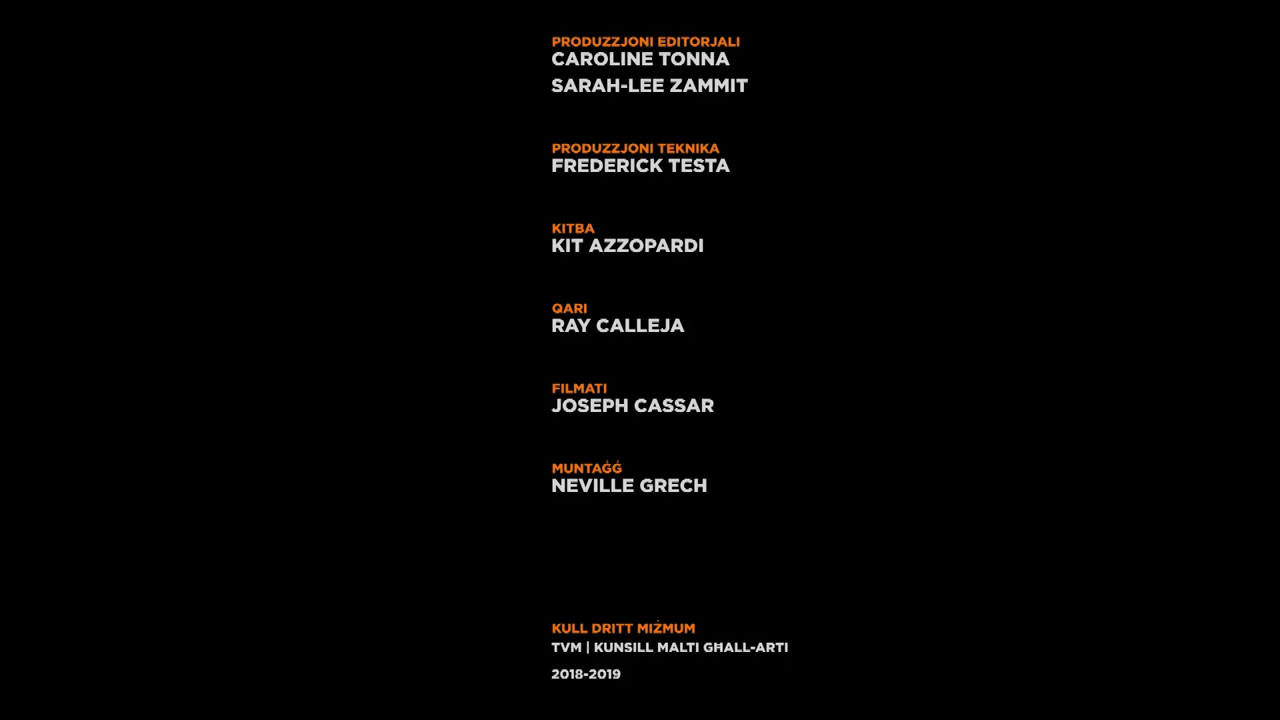 PRODUZZJONI EDITORJALI
CAROLINE TONNA
SARAH-LEE ZAMMIT
PRODUZZJONI TEKNIKA
FREDERICK TESTA
KITBA
KIT AZZOPARDI
QARI
RAY CALLEJA
FILMATI
JOSEPH CASSAR
MUNTAĠĠ
NEVILLE GRECH
KULL DRITT MIŻMUM
TVM | KUNSILL MALTI GĦALL-ARTI
2018-2019